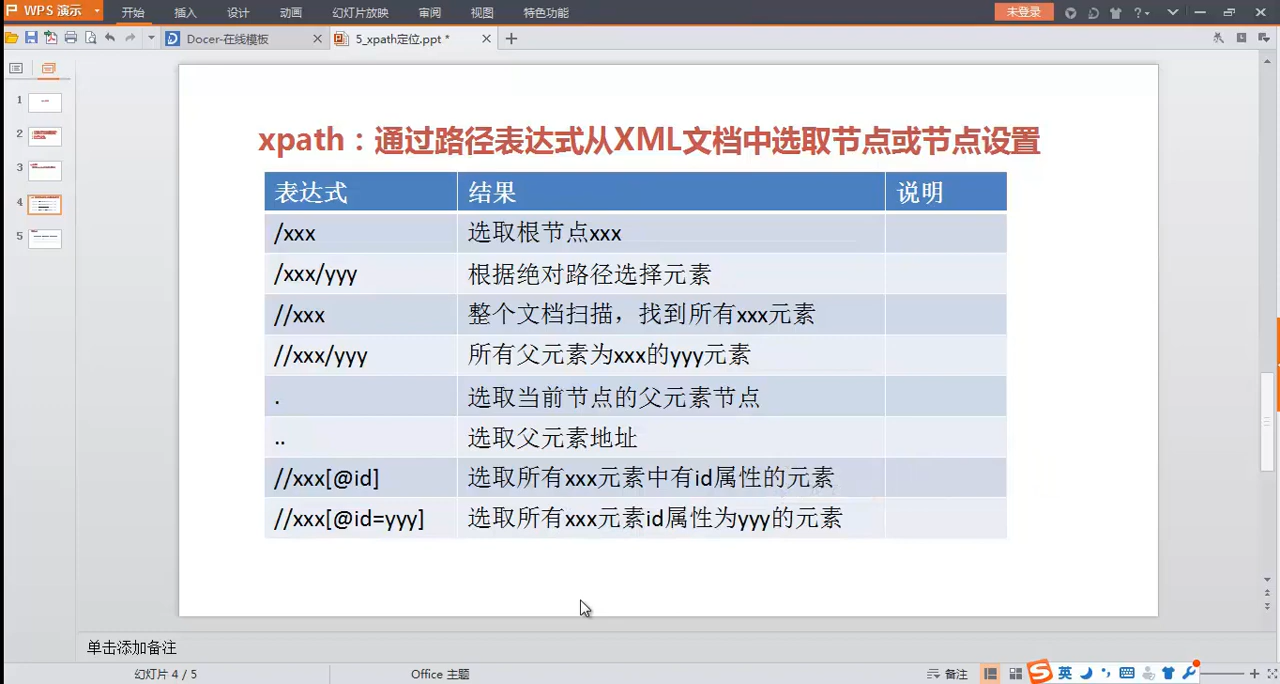 WPS 演示
开始 插入 设计 动画 幻灯片放映 审阅 视图 特色功能 未登录
Docer-在线模板 5_xpath定位.ppt *
1
2
3
4
5
xpath：通过路径表达式从XML文档中选取节点或节点设置
表达式 结果 说明
/xxx 选取根节点xxx
/xxx/yyy 根据绝对路径选择元素
//xxx 整个文档扫描，找到所有xxx元素
//xxx/yyy 所有父元素为xxx的yyy元素
. 选取当前节点的父元素节点
.. 选取父元素地址
//xxx[@id] 选取所有xxx元素中有id属性的元素
//xxx[@id=yyy] 选取所有xxx元素id属性为yyy的元素
单击添加备注
幻灯片 4 / 5 Office 主题 备注 英